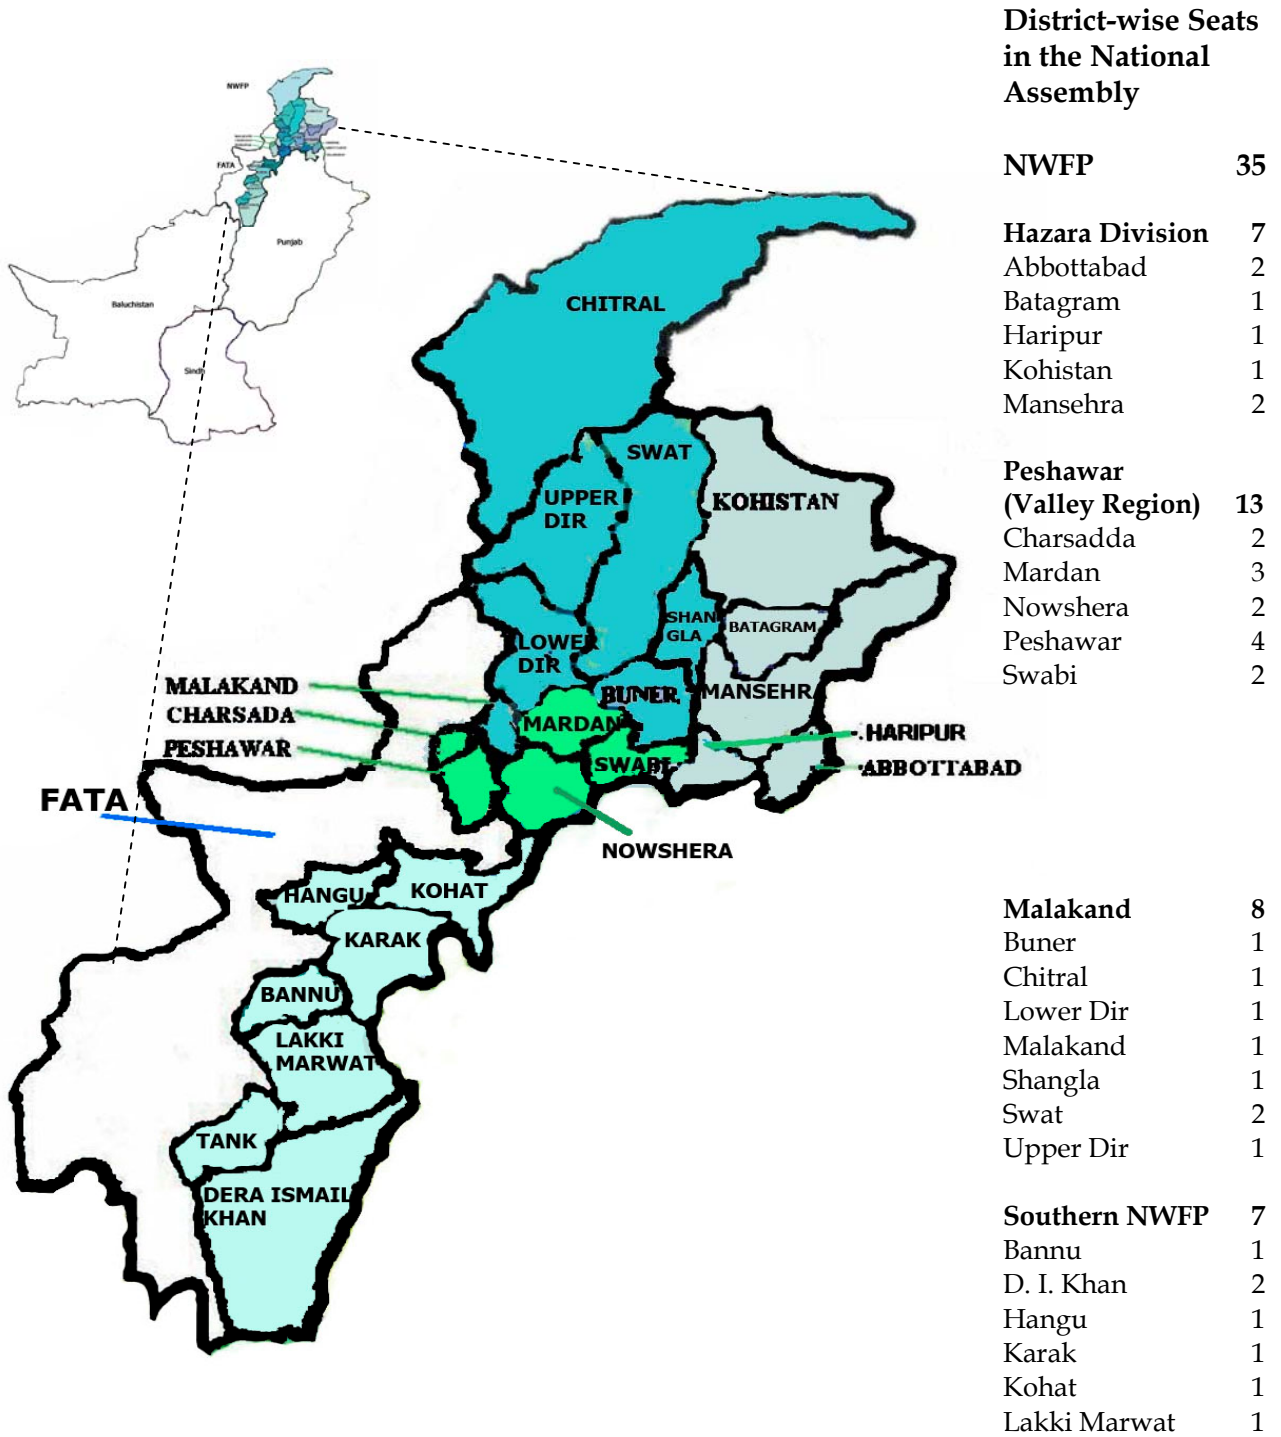 District-wise Seats
in the National
Assembly
NWFP 35
Hazara Division 7
Abbottabad 2
Batagram 1
Haripur 1
Kohistan 1
Mansehra 2
Peshawar
(Valley Region) 13
Charsadda 2
Mardan 3
Nowshera 2
Peshawar 4
Swabi 2
Malakand 8
Buner 1
Chitral 1
Lower Dir 1
Malakand 1
Shangla 1
Swat 2
Upper Dir 1
Southern NWFP 7
Bannu 1
D. I. Khan 2
Hangu 1
Karak 1
Kohat 1
Lakki Marwat 1
NWFP
FATA
Punjab
Baluchistan
Sindh
CHITRAL
SWAT
UPPER
DIR
KOHISTAN
SHAN
GLA
BATAGRAM
LOWER
DIR
MALAKAND
BUNER
MANSEHR
CHARSADA
MARDAN
HARIPUR
PESHAWAR
SWABI
ABBOTTABAD
FATA
NOWSHERA
HANGU
KOHAT
KARAK
BANNU
LAKKI
MARWAT
TANK
DERA ISMAIL
KHAN